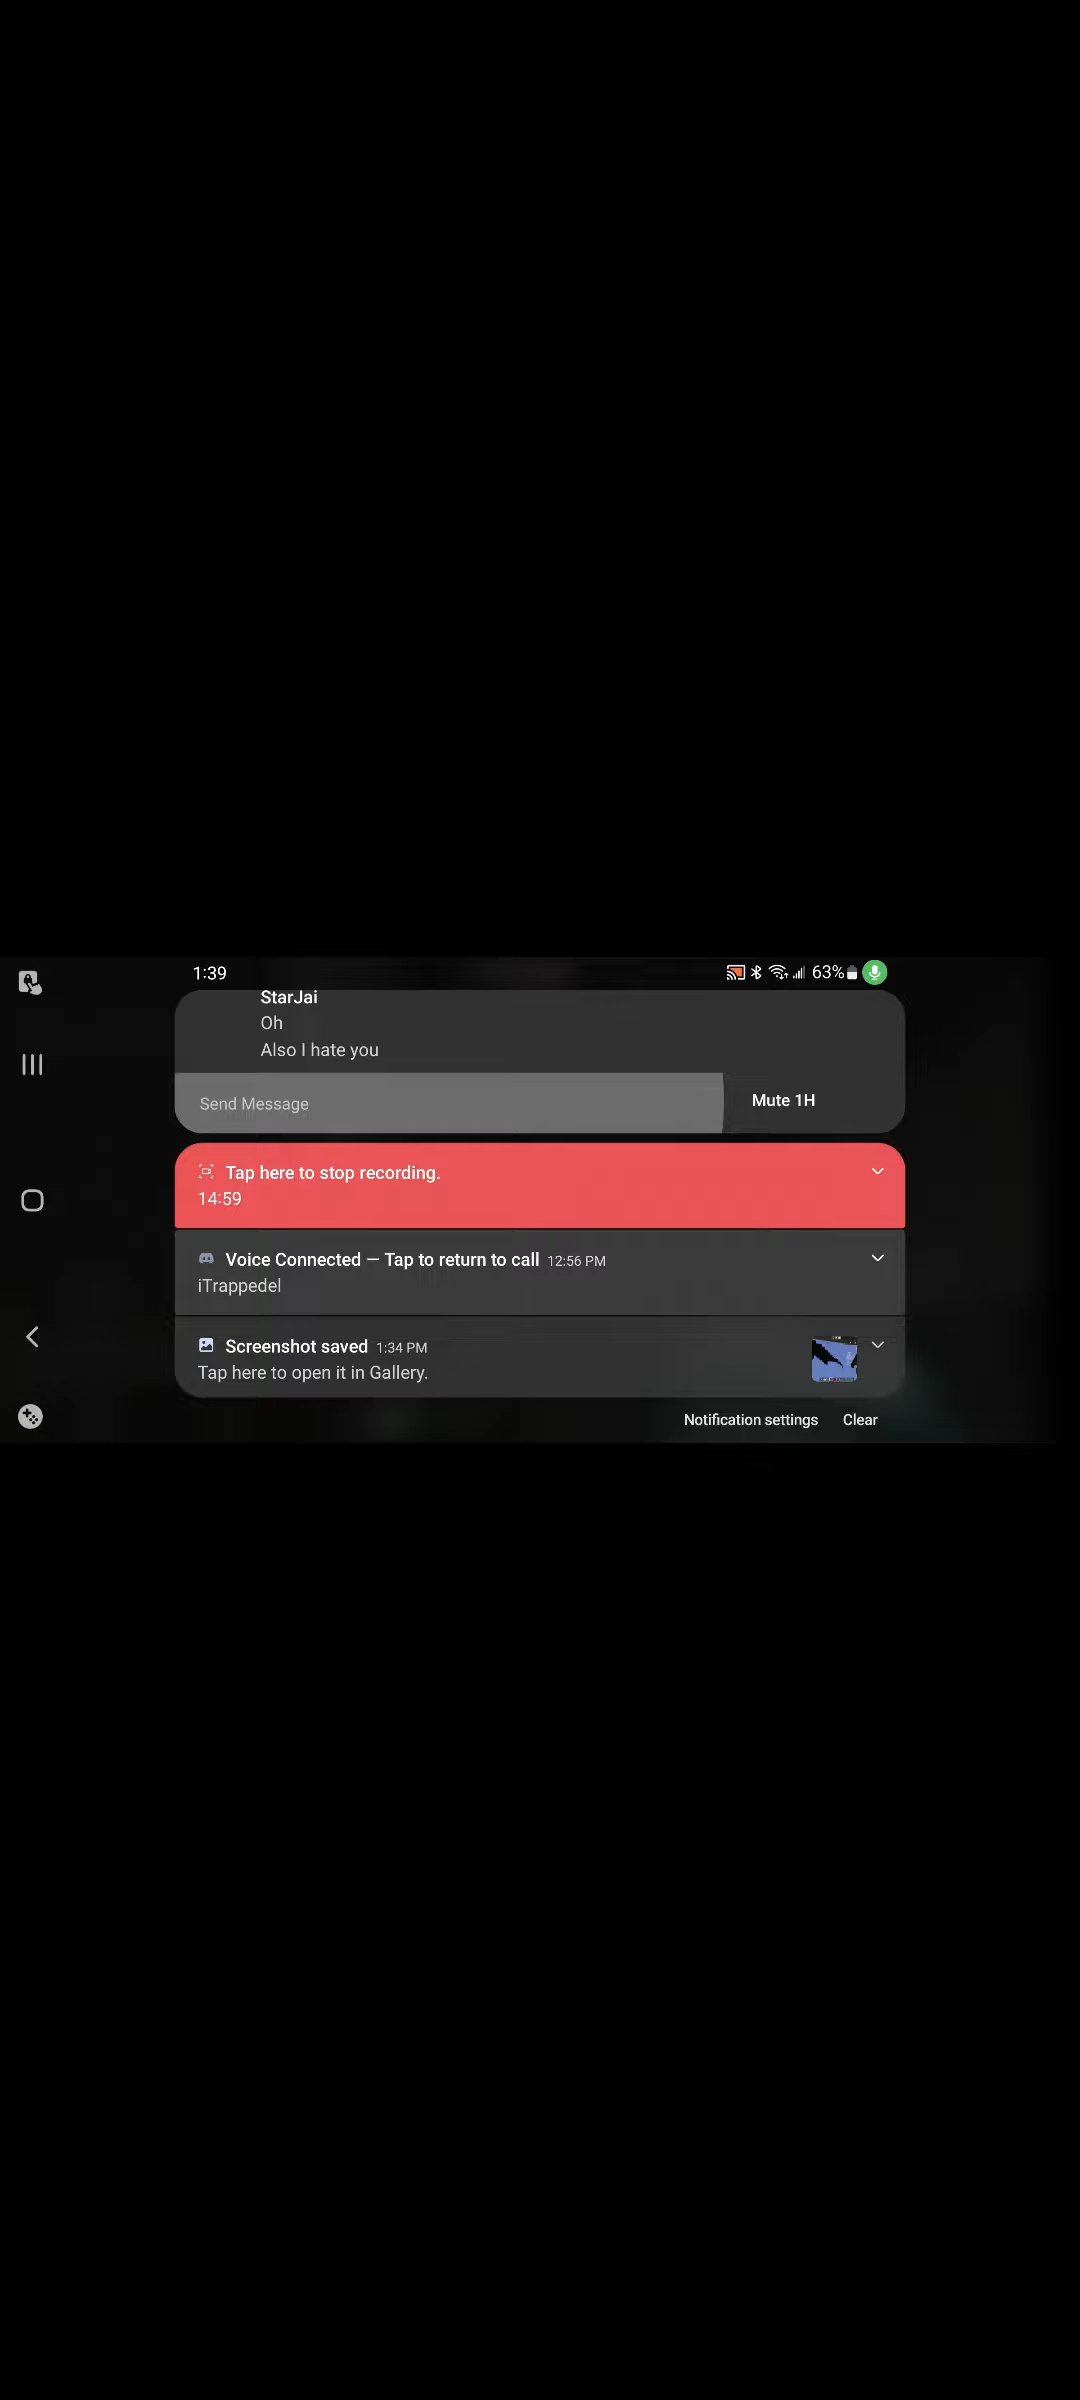 1:39
63%
StarJai
Oh
Also I hate you
Send Message
Mute 1H
Tap here to stop recording.
14:59
Voice Connected — Tap to return to call 12:56 PM
iTrappedel
Screenshot saved 1:34 PM
Tap here to open it in Gallery.
Notification settings Clear